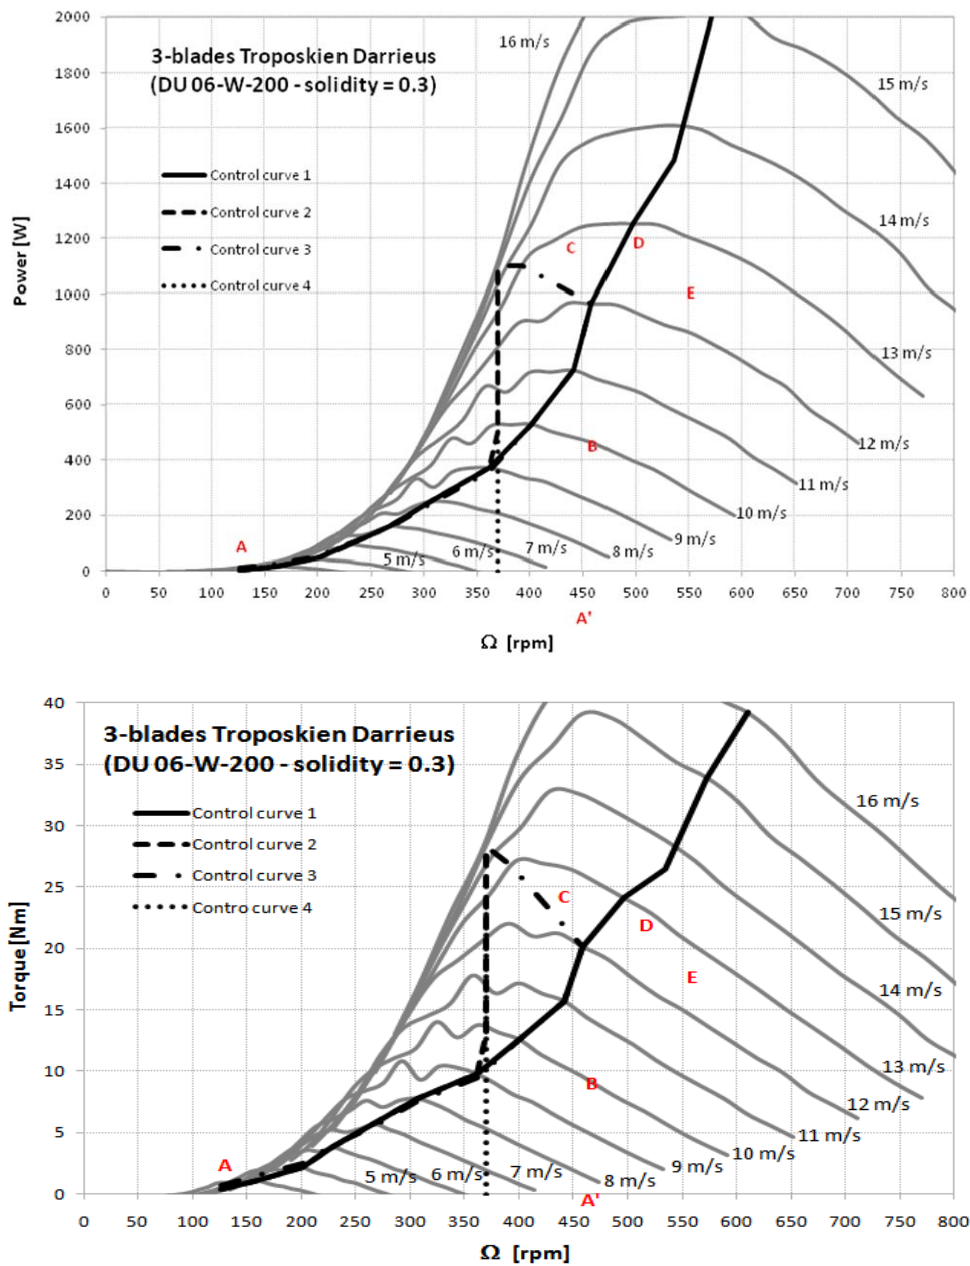 3-blades Troposkien Darrieus
(DU 06-W-200 - solidity = 0.3)
Control curve 1
Control curve 2
Control curve 3
Control curve 4
Power [W]
2000
1800
1600
1400
1200
1000
800
600
400
200
0
16 m/s
15 m/s
14 m/s
13 m/s
12 m/s
11 m/s
10 m/s
9 m/s
8 m/s
7 m/s
6 m/s
5 m/s
A
B
C
D
E
0 50 100 150 200 250 300 350 400 450 500 550 600 650 700 750 800
A'
Ω [rpm]
3-blades Troposkien Darrieus
(DU 06-W-200 - solidity = 0.3)
Control curve 1
Control curve 2
Control curve 3
Contro curve 4
Torque [Nm]
40
35
30
25
20
15
10
5
0
16 m/s
15 m/s
14 m/s
13 m/s
12 m/s
11 m/s
10 m/s
9 m/s
8 m/s
7 m/s
6 m/s
5 m/s
A
B
C
D
E
A'
0 50 100 150 200 250 300 350 400 450 500 550 600 650 700 750 800
Ω [rpm]